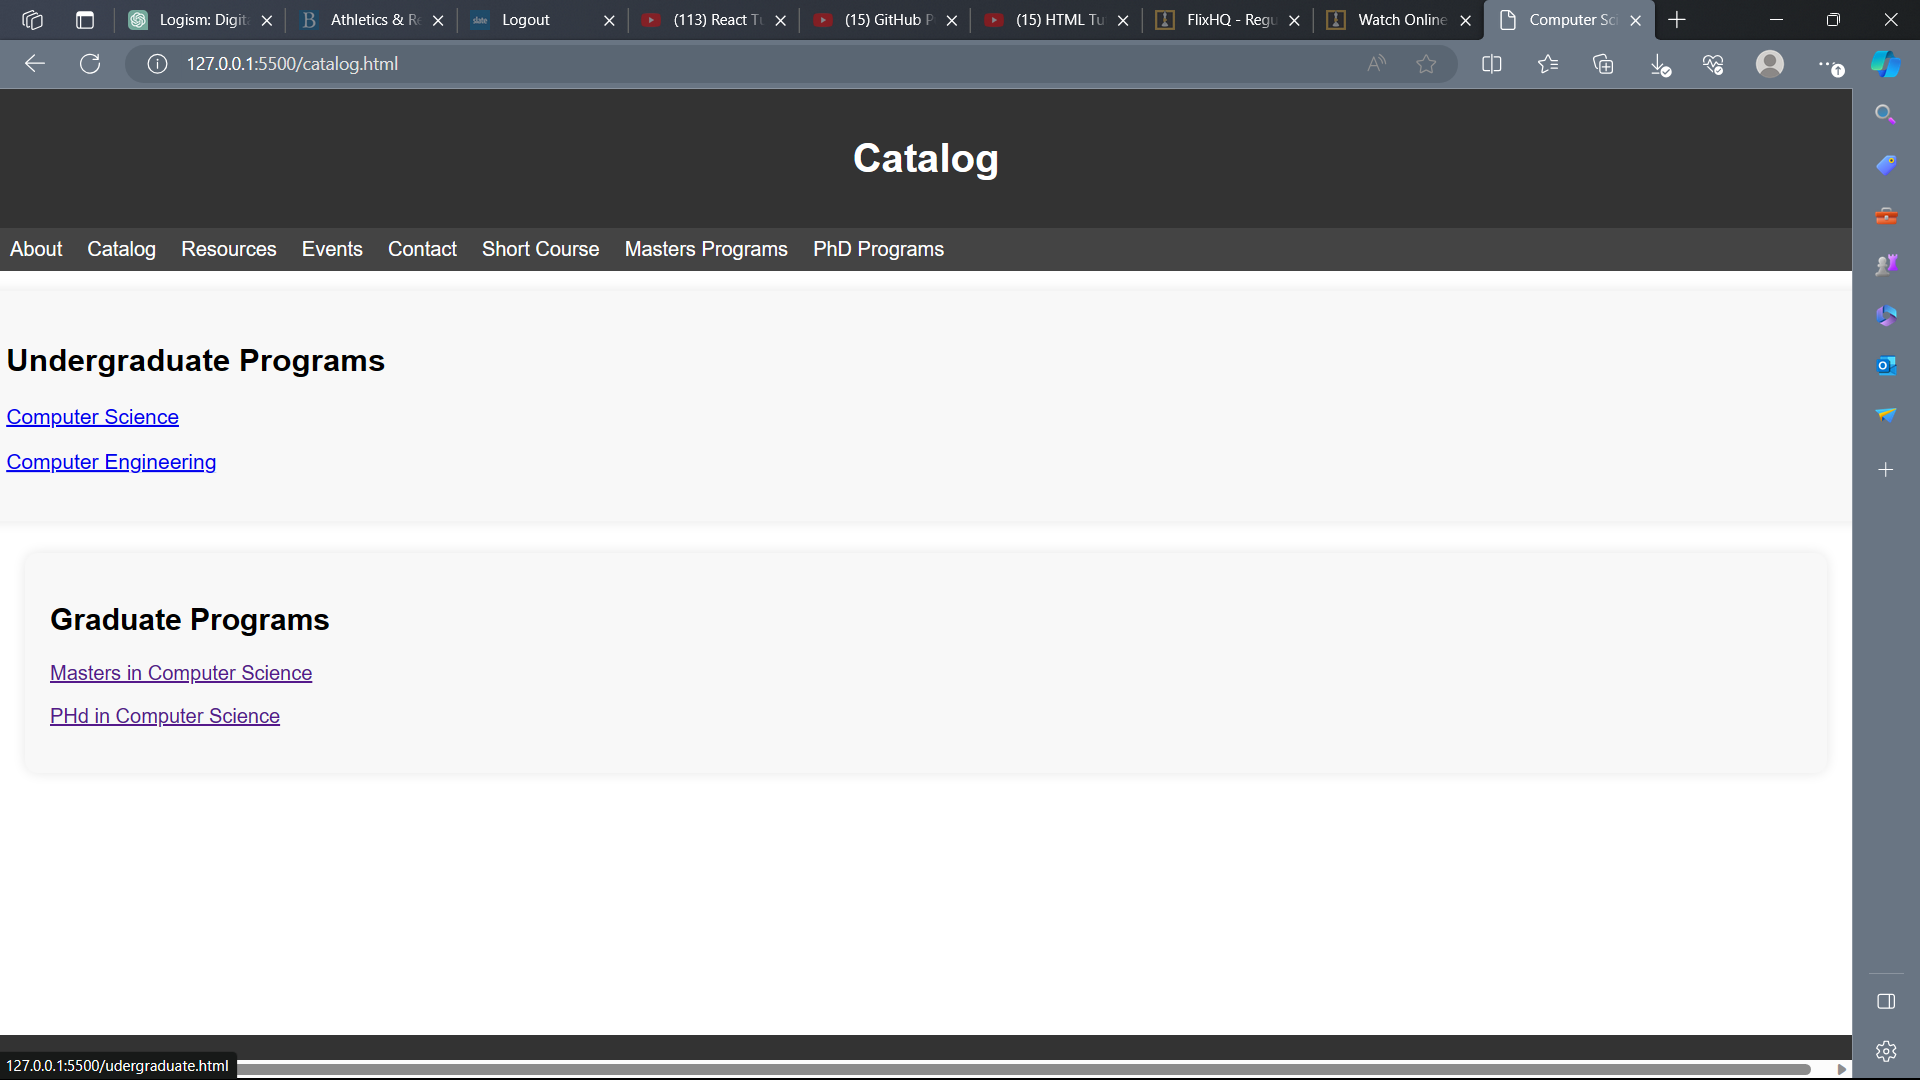 Logism: Digit
Athletics & Re
slate Logout
(113) React Tu
(15) GitHub P
(15) HTML Tu
FlixHQ - Regu
Watch Online
Computer Sci
127.0.0.1:5500/catalog.html
Catalog
About Catalog Resources Events Contact Short Course Masters Programs PhD Programs
Undergraduate Programs
Computer Science
Computer Engineering
Graduate Programs
Masters in Computer Science
PHd in Computer Science
127.0.0.1:5500/udergraduate.html